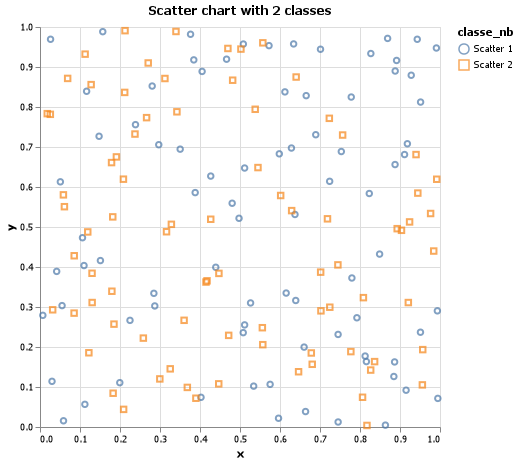 Scatter chart with 2 classes
classe_nb
Scatter 1
Scatter 2
1.0
0.9
0.8
0.7
0.6
0.5
0.4
0.3
0.2
0.1
0.0
y
0.0 0.1 0.2 0.3 0.4 0.5 0.6 0.7 0.8 0.9 1.0
x